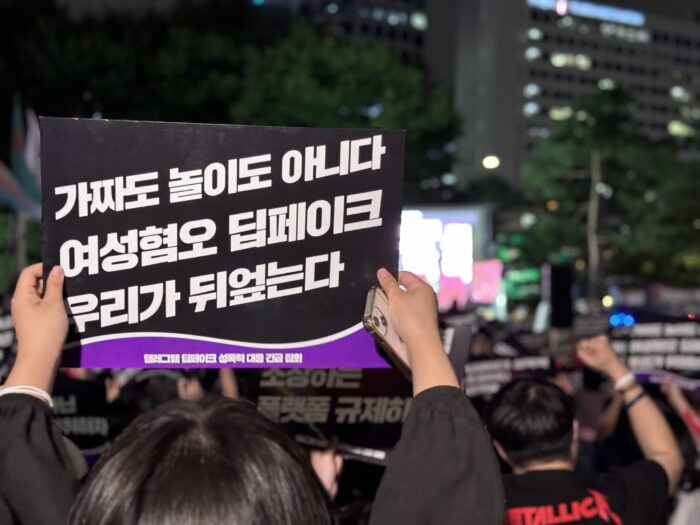 가짜도 놀이도 아니다
여성혐오 딥페이크
우리가 뒤엎는다
텔레그램 딥페이크 성폭력 대응 긴급 집회
조장하는
플랫폼 규제하
METALLICA